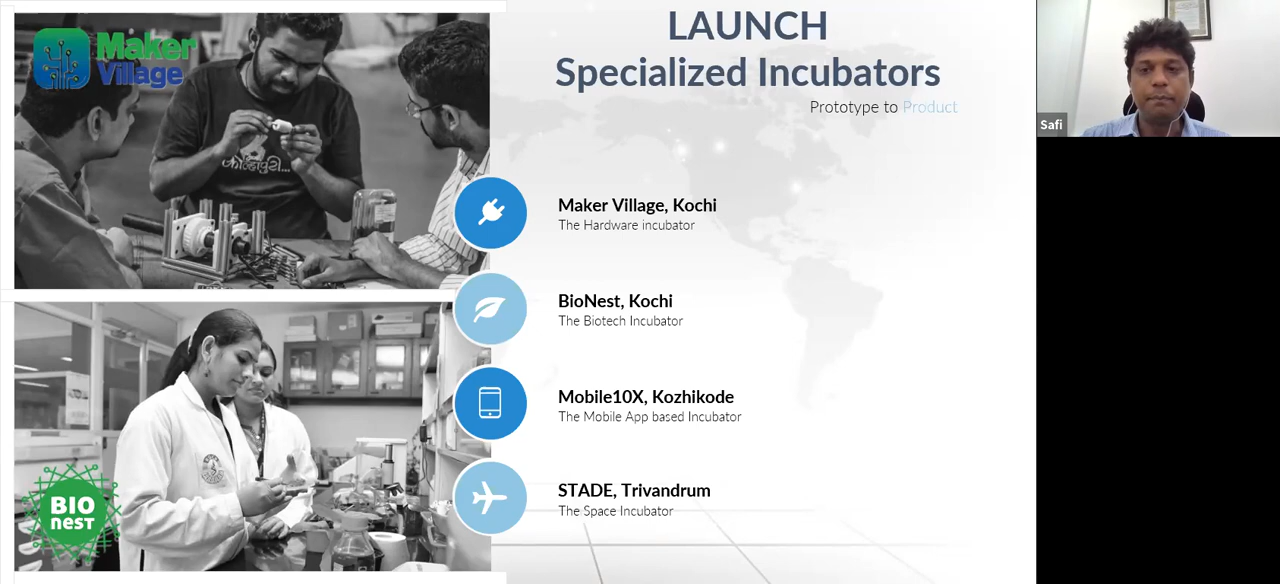 Maker
Village
LAUNCH
Specialized Incubators
Prototype to Product
Safi
Maker Village, Kochi
The Hardware incubator
BioNest, Kochi
The Biotech Incubator
Mobile10X, Kozhikode
The Mobile App based Incubator
STADE, Trivandrum
The Space Incubator
BIO
NEST